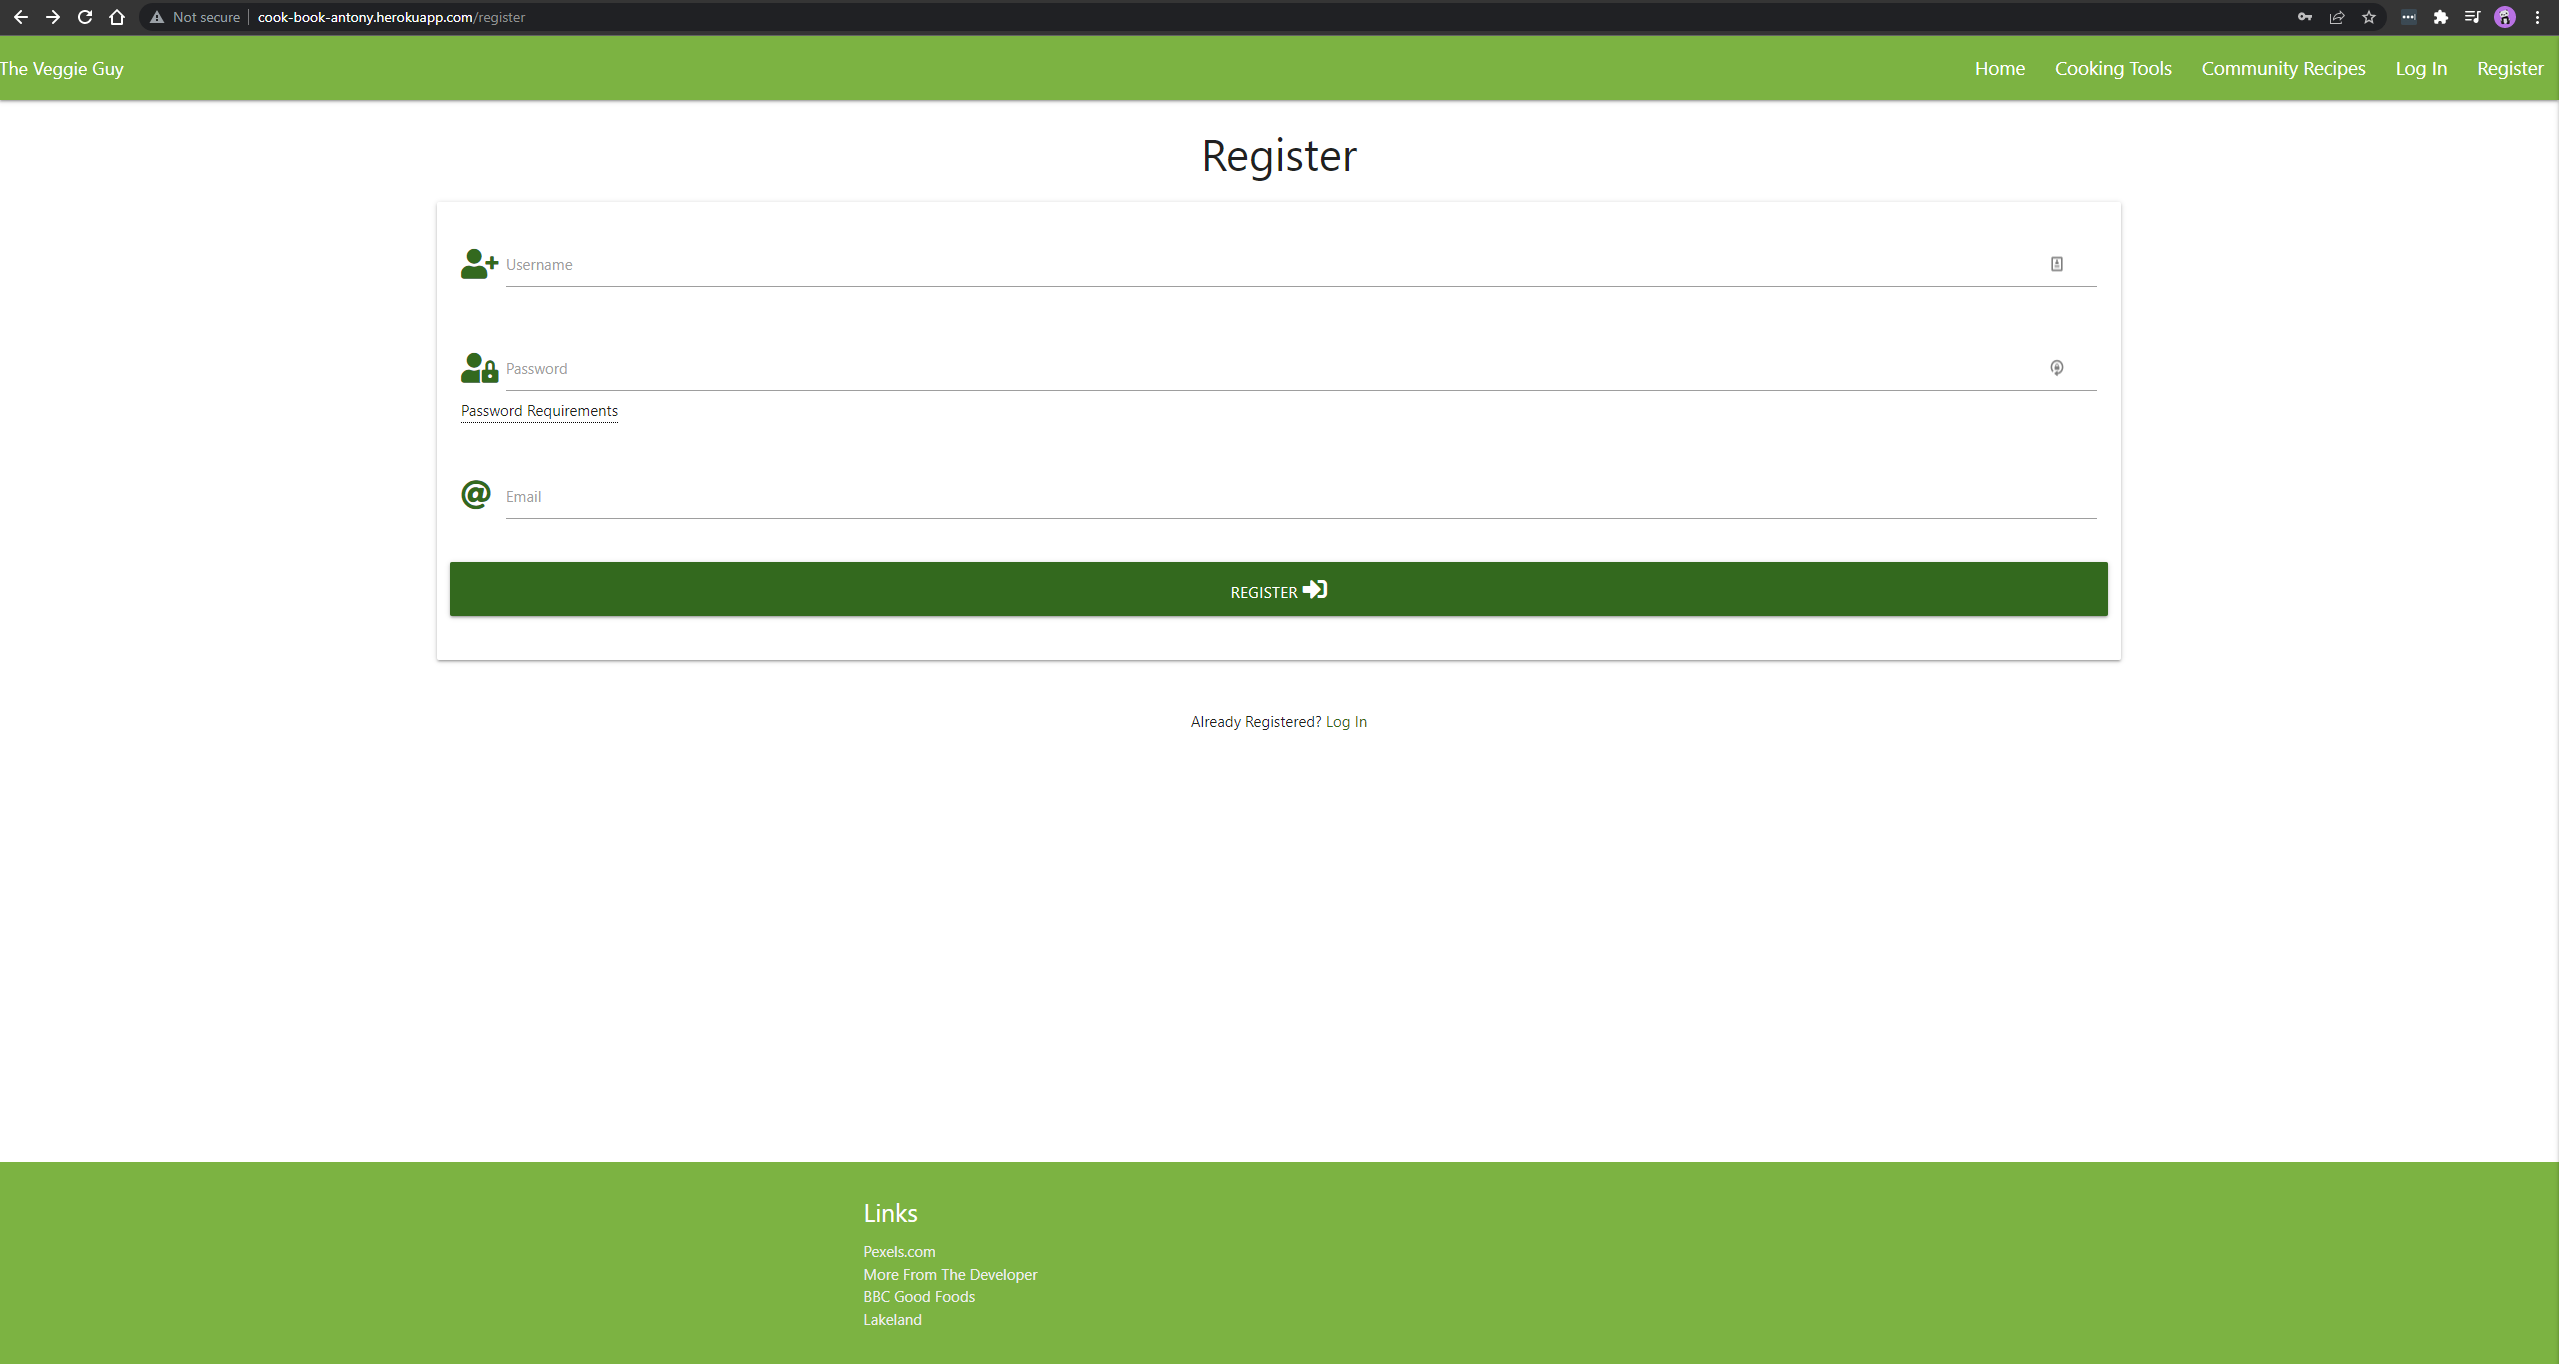 Not secure | cook-book-antony.herokuapp.com/register
The Veggie Guy
Home Cooking Tools Community Recipes Log In Register
Register
Username
Password
Password Requirements
@ Email
REGISTER
Already Registered? Log In
Links
Pexels.com
More From The Developer
BBC Good Foods
Lakeland